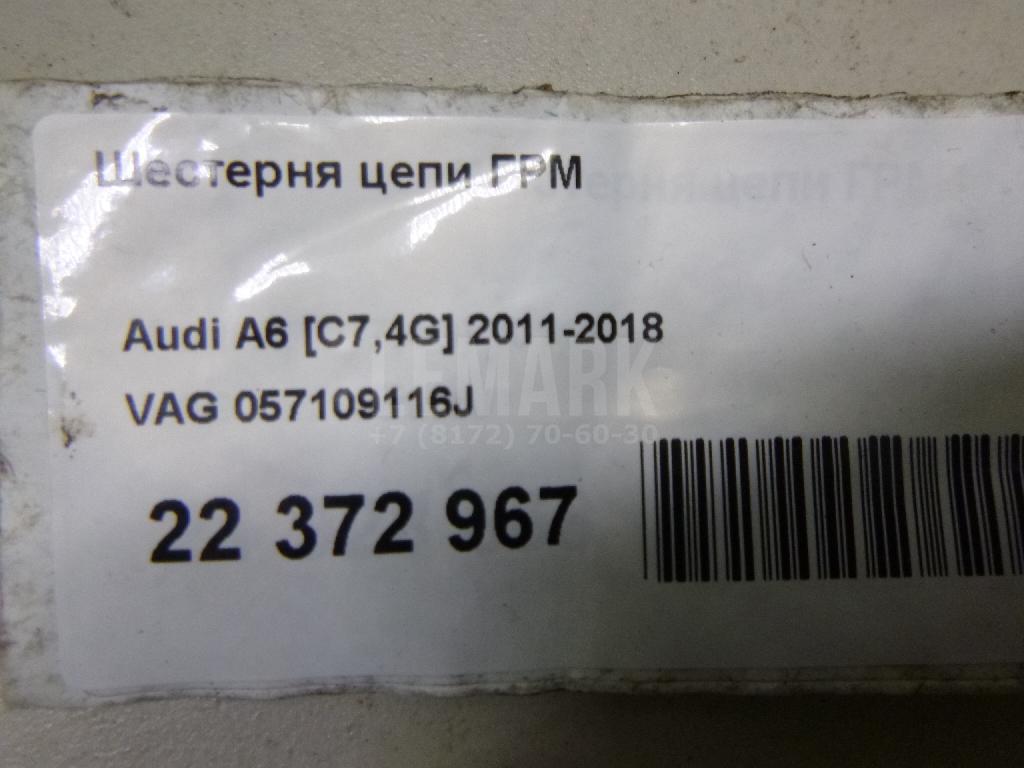 Шестерня цепи ГРМ
Audi A6 [C7,4G] 2011-2018
VAG 057109116J
LEMARK
+7 (8172) 70-60-30
22 372 967